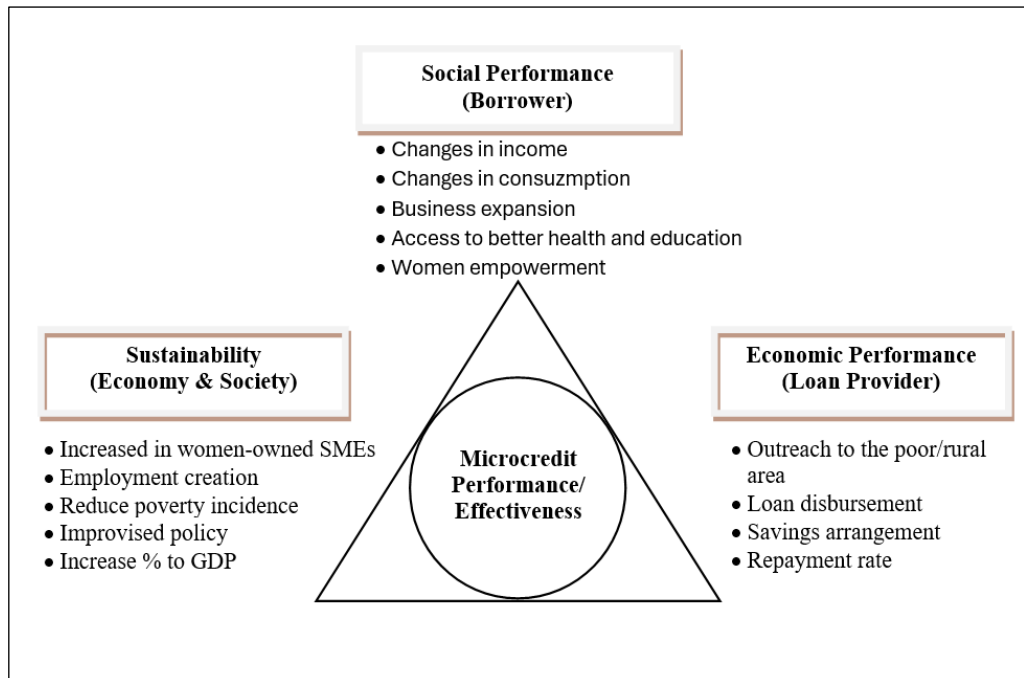 Social Performance
(Borrower)
• Changes in income
• Changes in consuzmption
• Business expansion
• Access to better health and education
• Women empowerment
Sustainability
(Economy & Society)
• Increased in women-owned SMEs
• Employment creation
• Reduce poverty incidence
• Improvised policy
• Increase % to GDP
Microcredit
Performance/
Effectiveness
Economic Performance
(Loan Provider)
• Outreach to the poor/rural
area
• Loan disbursement
• Savings arrangement
• Repayment rate